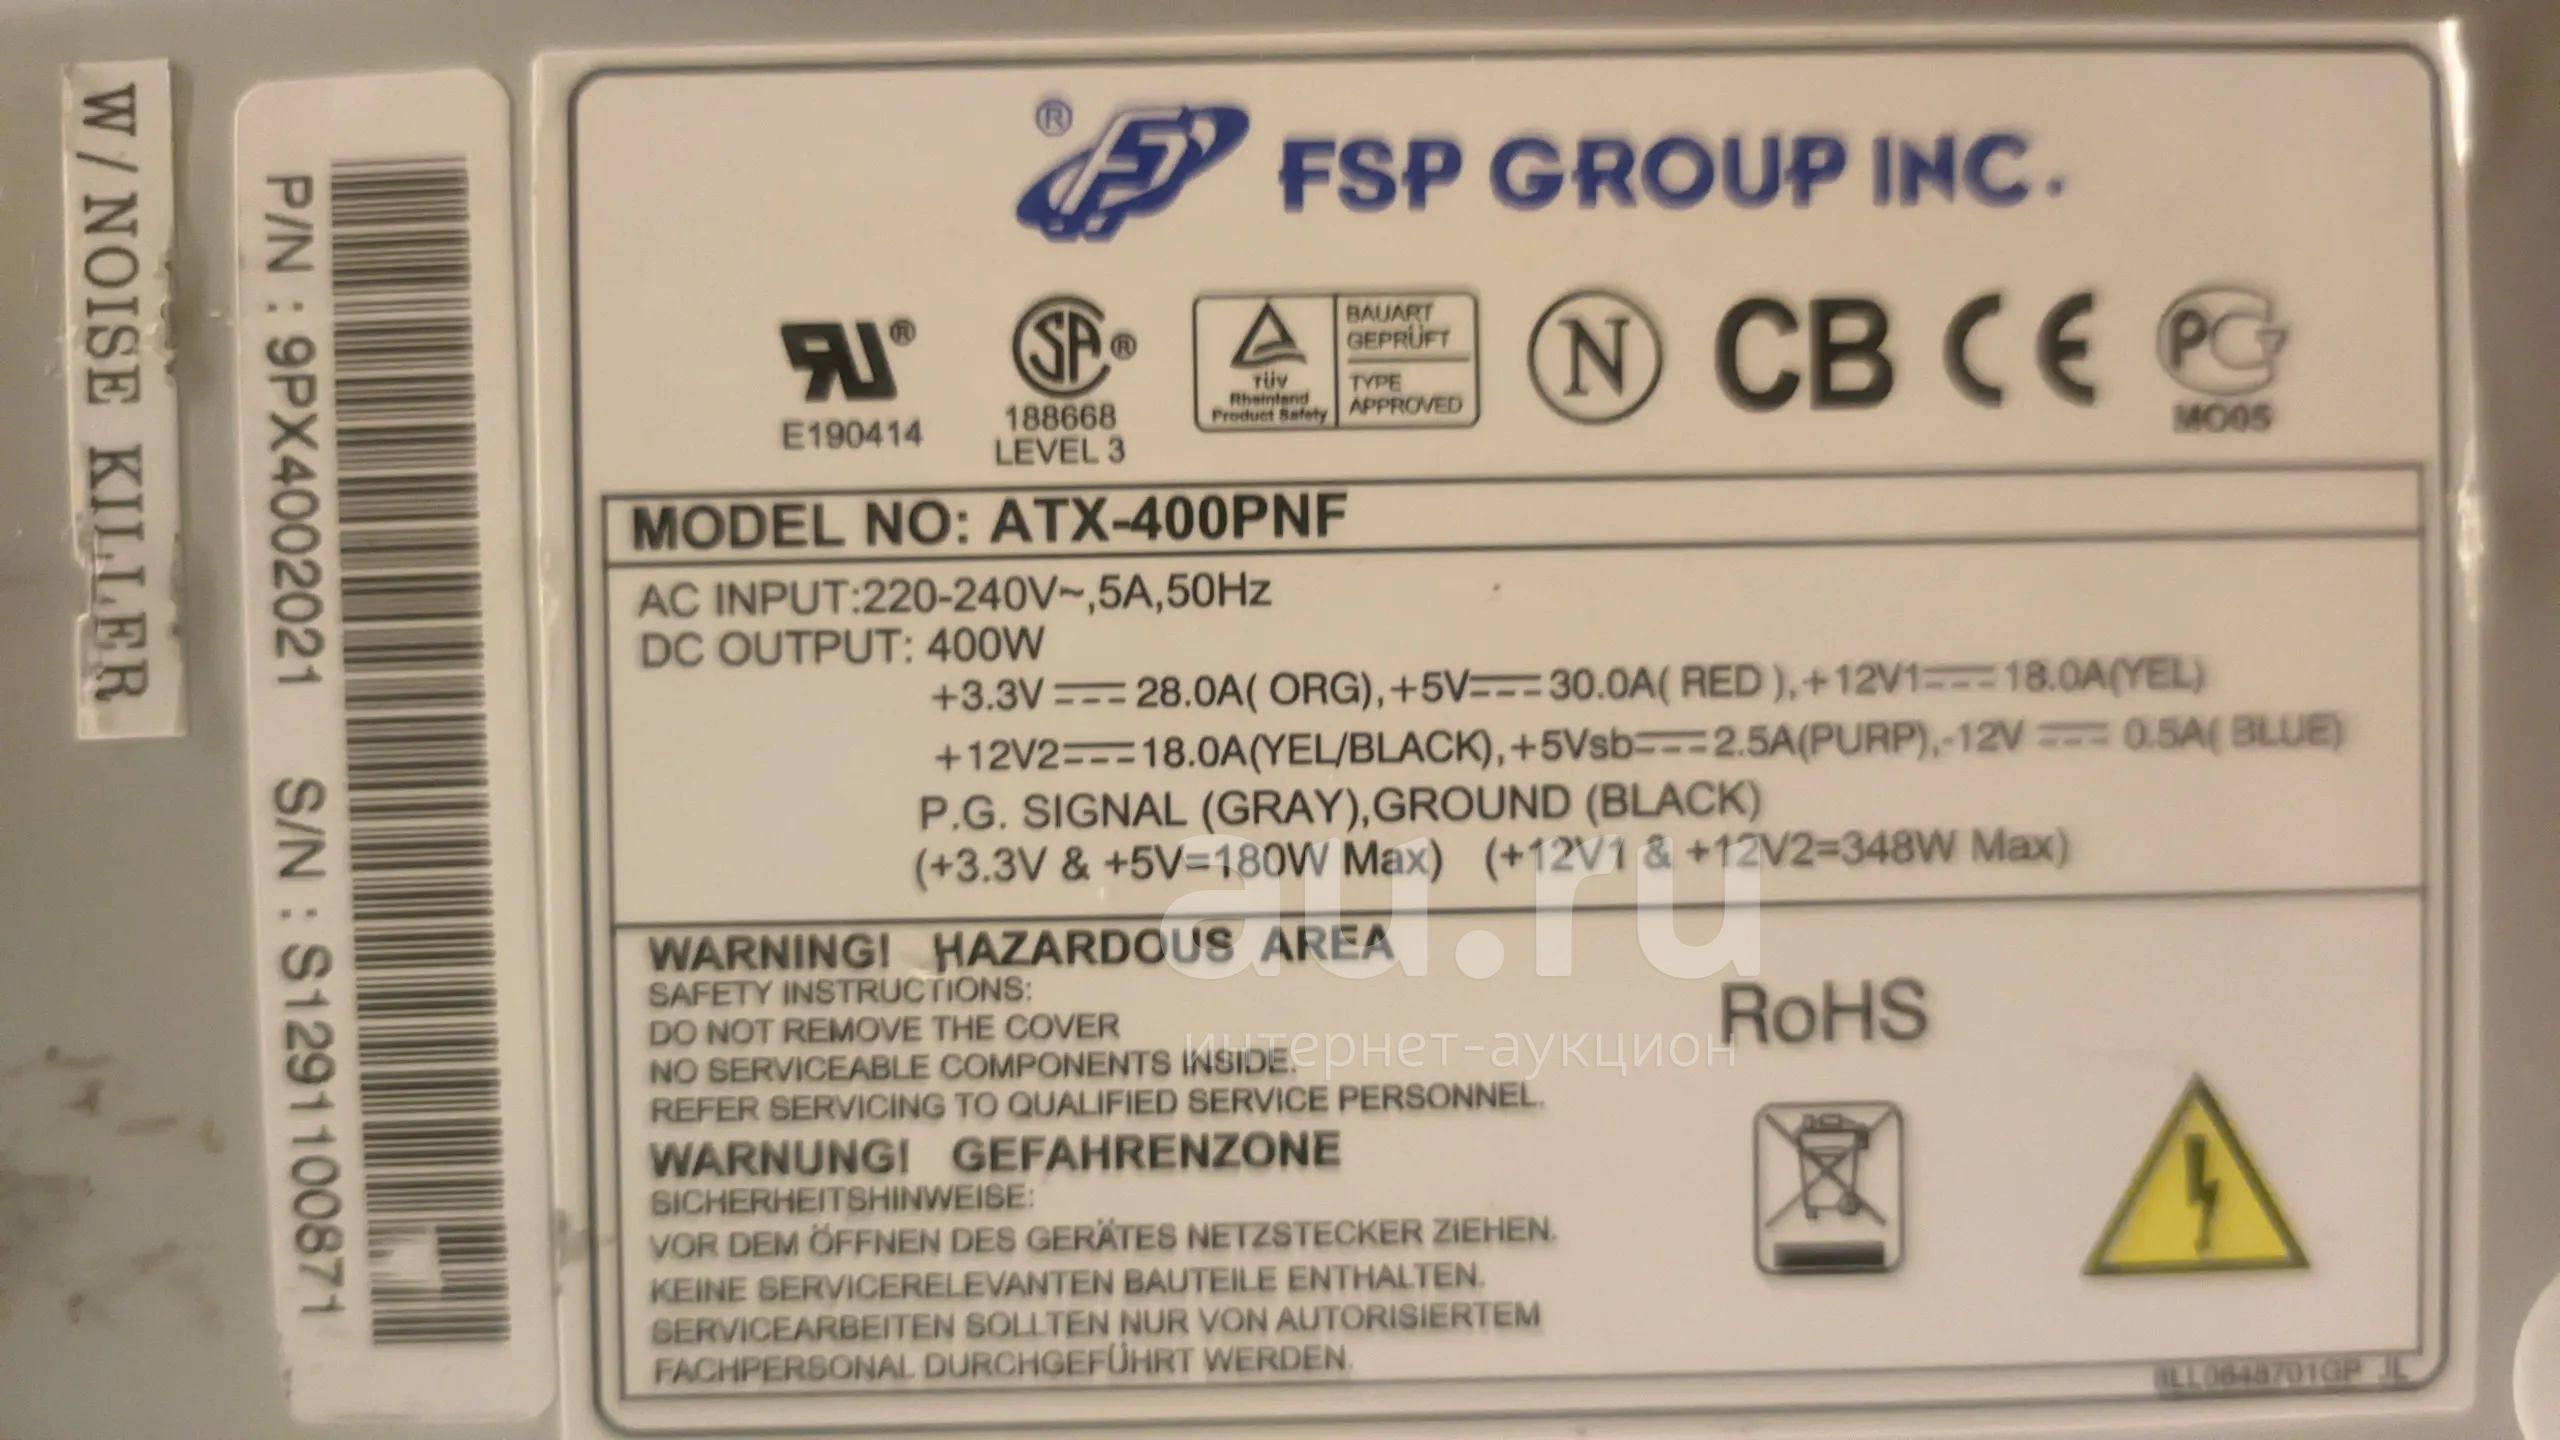 W/NOISE KILLER
P/N : 9PX4002021 S/N : S1291100871
® FSP GROUP INC.
RU® SA® TÜV Rheinland Product Safety BAUART GEPRÜFT TYPE APPROVED N CB CE PG
E190414 188668 MO05
LEVEL 3
MODEL NO: ATX-400PNF
AC INPUT:220-240V~,5A,50Hz
DC OUTPUT: 400W
+3.3V⎓28.0A( ORG),+5V⎓30.0A( RED ),+12V1⎓18.0A(YEL)
+12V2⎓18.0A(YEL/BLACK),+5Vsb⎓2.5A(PURP),-12V ⎓ 0.5A( BLUE)
P.G. SIGNAL (GRAY),GROUND (BLACK)
(+3.3V & +5V=180W Max) (+12V1 & +12V2=348W Max)
au.ru
интернет-аукцион
WARNING! HAZARDOUS AREA
SAFETY INSTRUCTIONS:
DO NOT REMOVE THE COVER
NO SERVICEABLE COMPONENTS INSIDE.
REFER SERVICING TO QUALIFIED SERVICE PERSONNEL.
WARNUNG! GEFAHRENZONE
SICHERHEITSHINWEISE:
VOR DEM ÖFFNEN DES GERÄTES NETZSTECKER ZIEHEN.
KEINE SERVICERELEVANTEN BAUTEILE ENTHALTEN.
SERVICEARBEITEN SOLLTEN NUR VON AUTORISIERTEM
FACHPERSONAL DURCHGEFÜHRT WERDEN.
RoHS